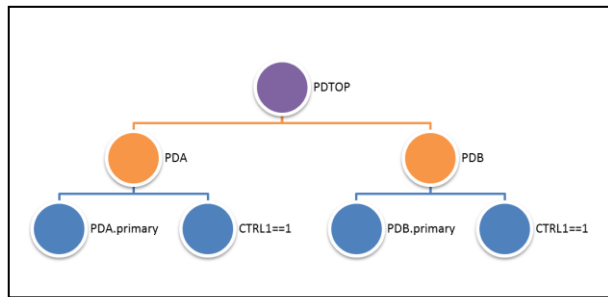 PDTOP
PDA
PDB
PDA.primary
CTRL1==1
PDB.primary
CTRL1==1